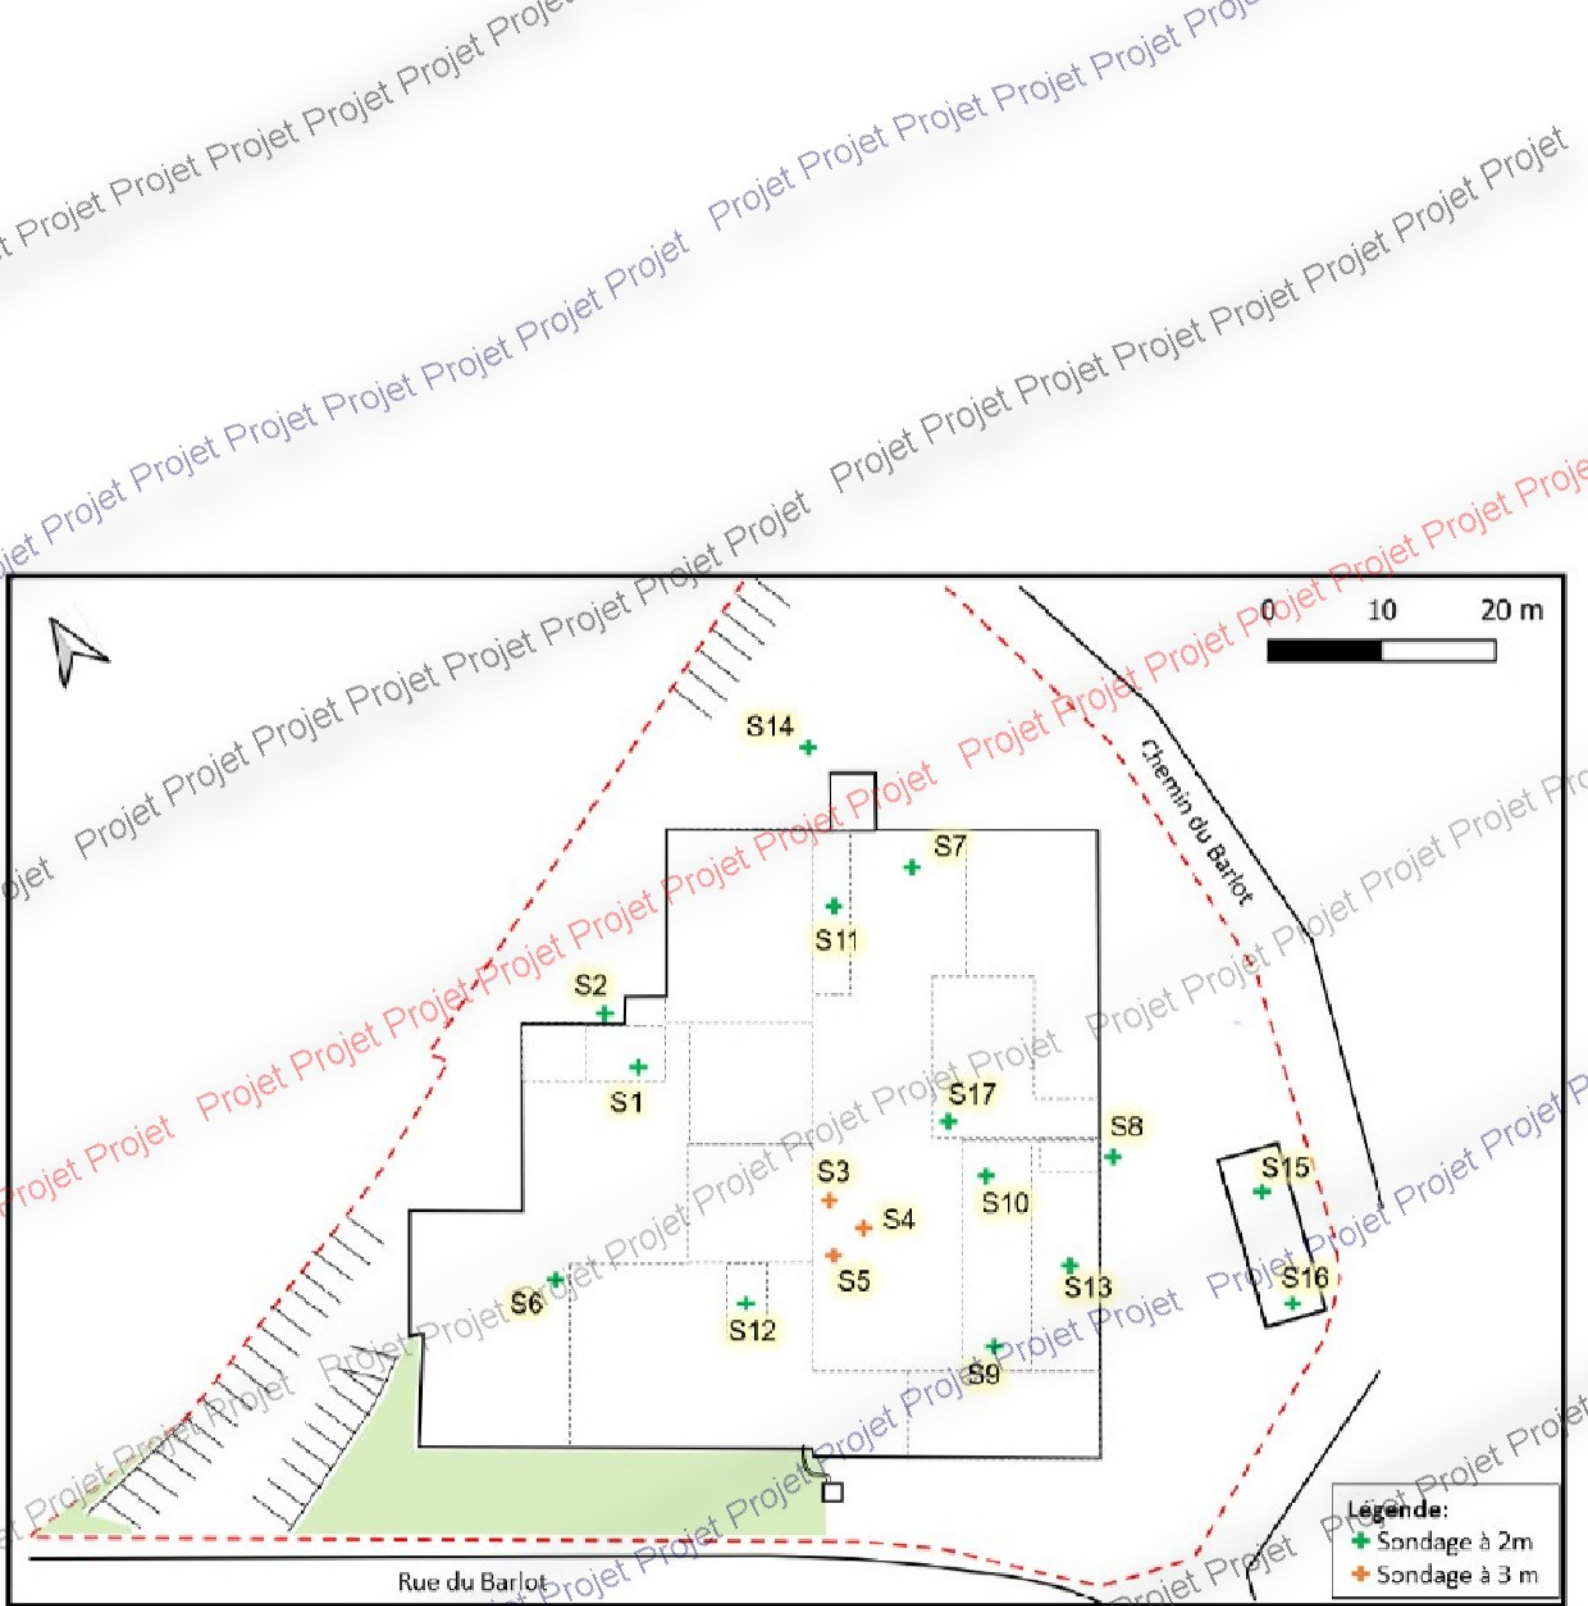 Projet Projet Projet Projet Projet Projet
Projet Projet Projet Projet Projet Projet
Projet Projet Projet Projet Projet Projet Projet
Projet Projet Projet Projet Projet Projet Projet Projet
Projet Projet Projet Projet Projet Projet Projet Projet
0 10 20 m
S14
Chemin du Barlot
S7
S11
S2
S1
S17
S8
S3
S15
S10
S4
S5
S13
S16
S6
S12
S9
Légende:
Sondage à 2m
Sondage à 3 m
Rue du Barlot